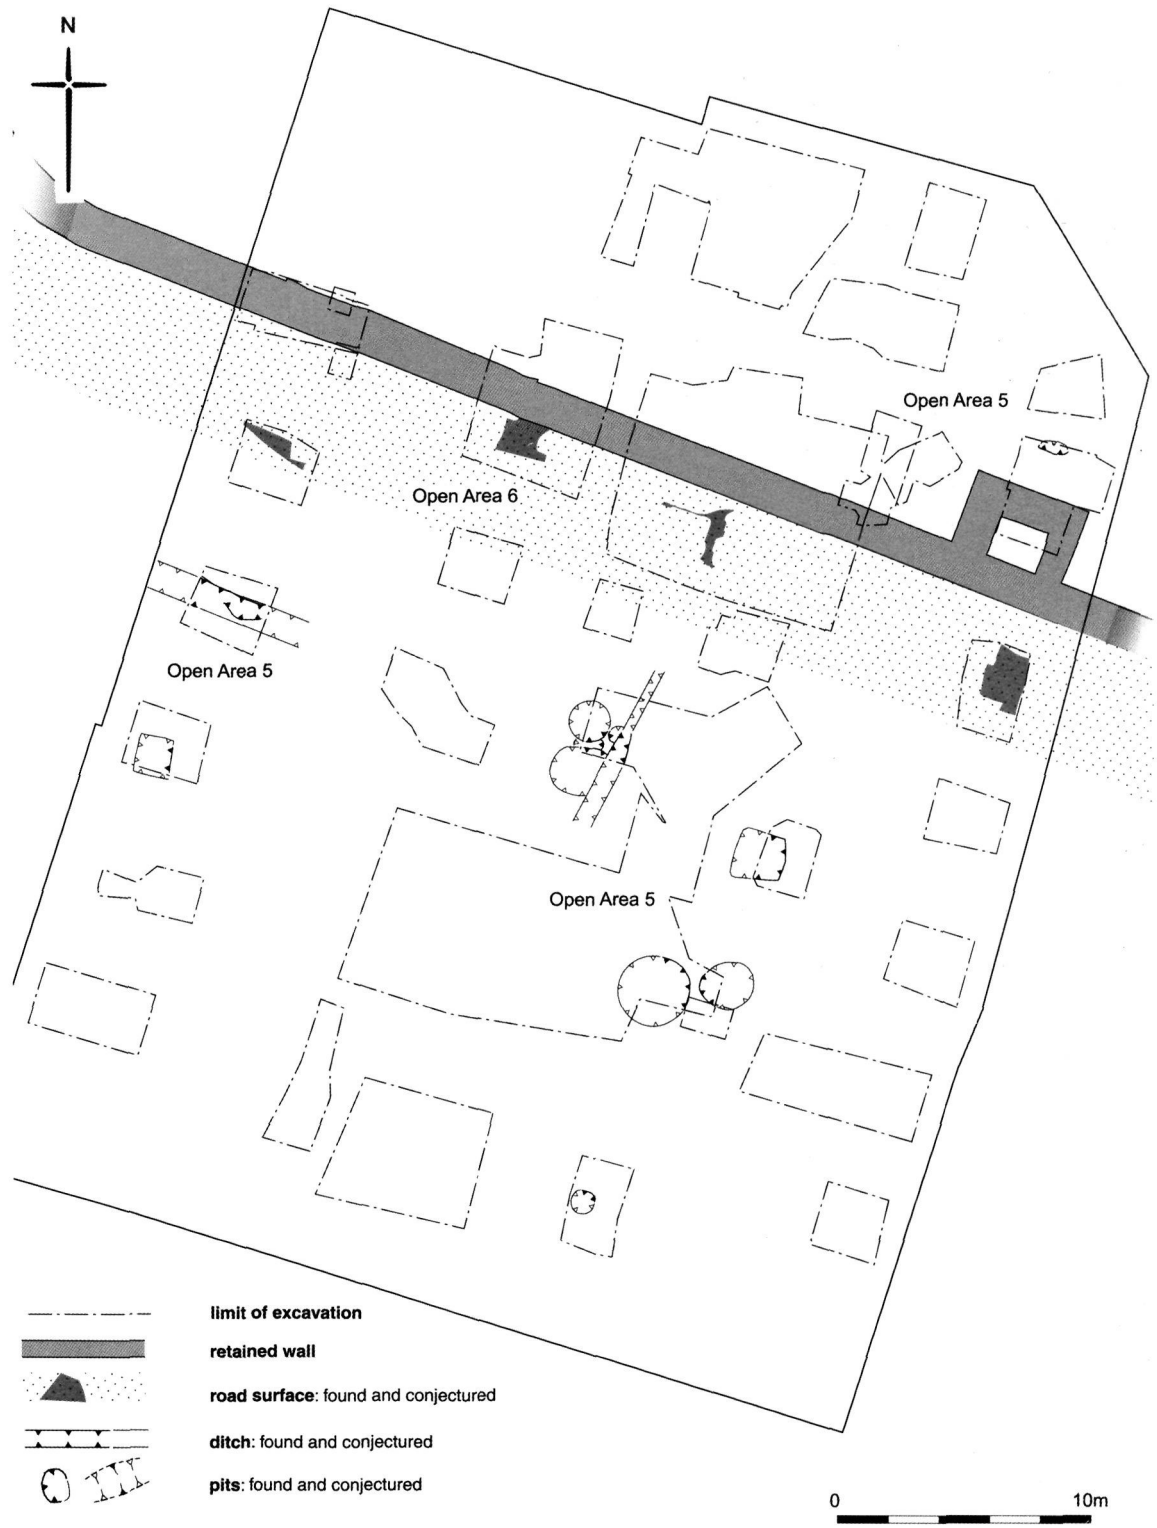 N
Open Area 5
Open Area 6
Open Area 5
Open Area 5
limit of excavation
retained wall
road surface: found and conjectured
ditch: found and conjectured
pits: found and conjectured
0 10m